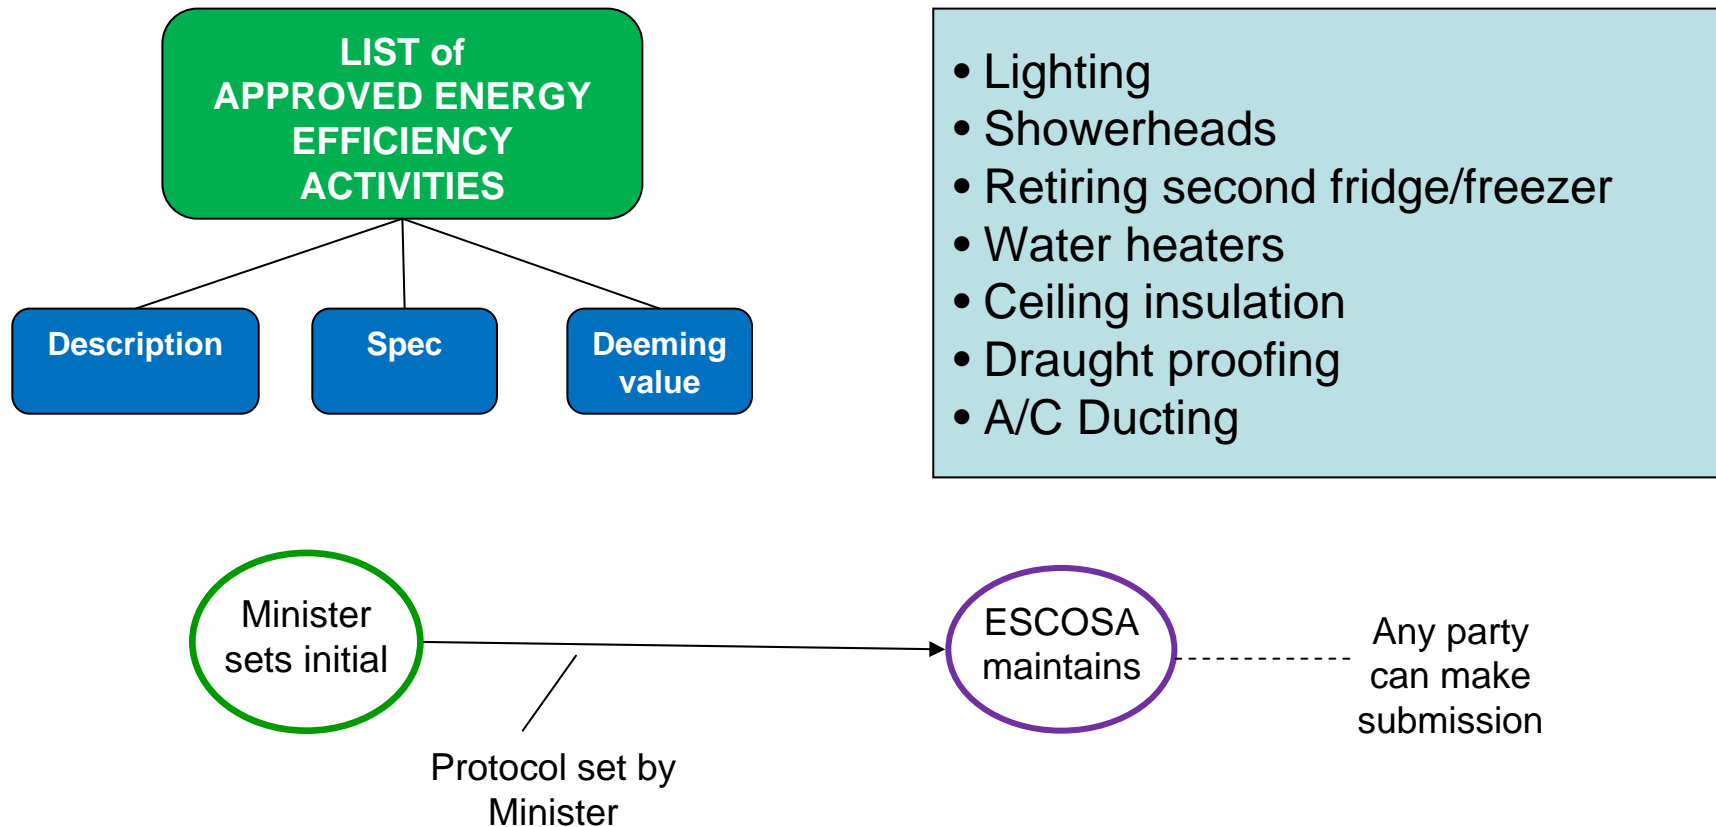 LIST of
APPROVED ENERGY
EFFICIENCY
ACTIVITIES
Description
Spec
Deeming
value
• Lighting
• Showerheads
• Retiring second fridge/freezer
• Water heaters
• Ceiling insulation
• Draught proofing
• A/C Ducting
Minister
sets initial
Protocol set by
Minister
ESCOSA
maintains
Any party
can make
submission